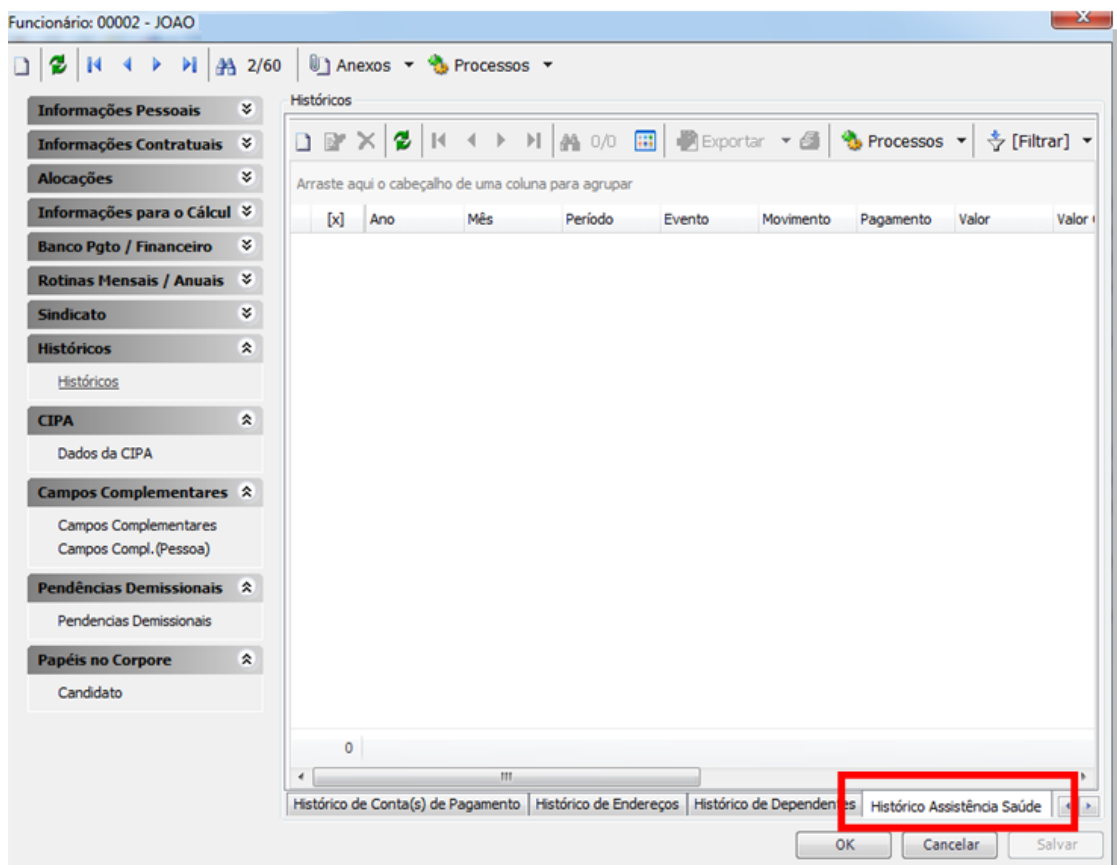 Funcionário: 00002 - JOAO
2/60 Anexos Processos
Informações Pessoais
Informações Contratuais
Alocações
Informações para o Cálcul
Banco Pgto / Financeiro
Rotinas Mensais / Anuais
Sindicato
Históricos
Históricos
CIPA
Dados da CIPA
Campos Complementares
Campos Complementares
Campos Compl.(Pessoa)
Pendências Demissionais
Pendencias Demissionais
Papéis no Corpore
Candidato
Históricos
0/0 Exportar Processos [Filtrar]
Arraste aqui o cabeçalho de uma coluna para agrupar
[x] Ano Mês Período Evento Movimento Pagamento Valor Valor
0
Histórico de Conta(s) de Pagamento Histórico de Endereços Histórico de Dependentes Histórico Assistência Saúde
OK Cancelar Salvar